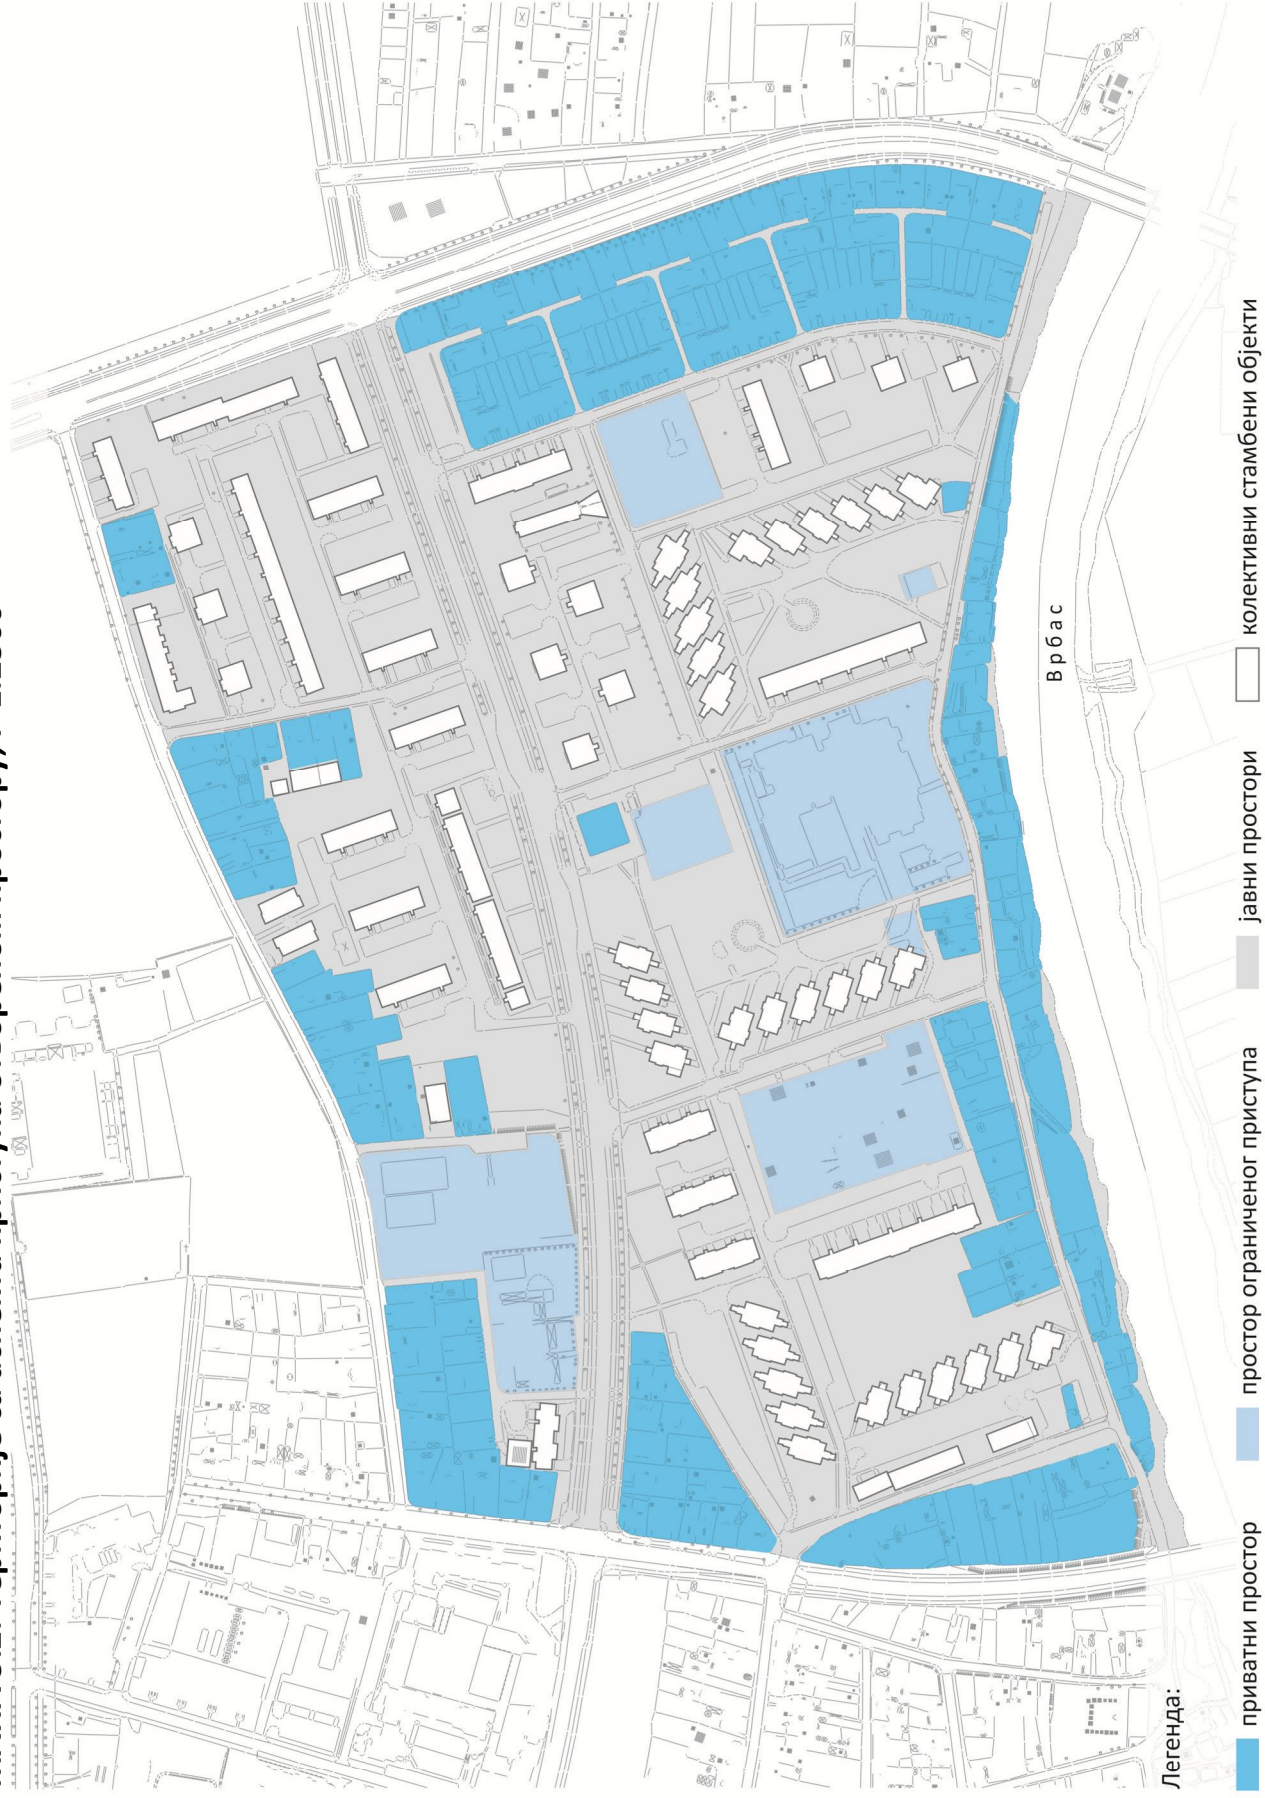 Врбас
Легенда:
приватни простор
простор ограниченог приступа
јавни простори
колективни стамбени објекти